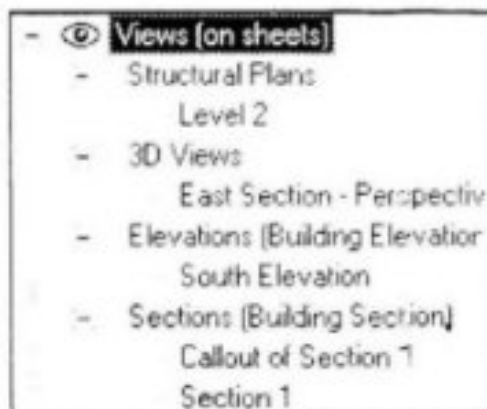 - Views (on sheets)
- Structural Plans
Level 2
- 3D Views
East Section - Perspectiv
- Elevations (Building Elevation
South Elevation
- Sections (Building Section)
Callout of Section 1
Section 1